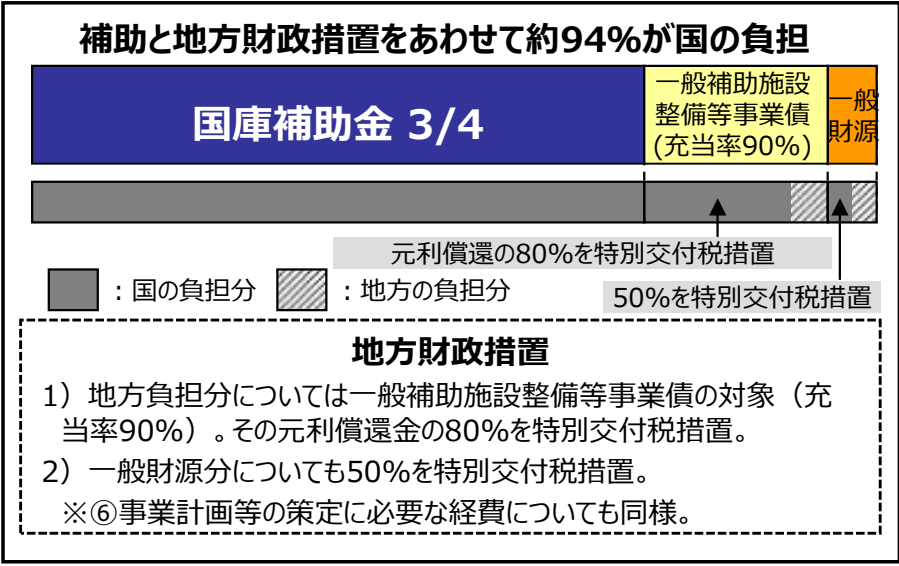 補助と地方財政措置をあわせて約94%が国の負担
国庫補助金 3/4
一般補助施設
整備等事業債
(充当率90%)
一般
財源
元利償還の80%を特別交付税措置
：国の負担分
：地方の負担分
50%を特別交付税措置
地方財政措置
1）地方負担分については一般補助施設整備等事業債の対象（充
当率90%）。その元利償還金の80%を特別交付税措置。
2）一般財源分についても50%を特別交付税措置。
※⑥事業計画等の策定に必要な経費についても同様。